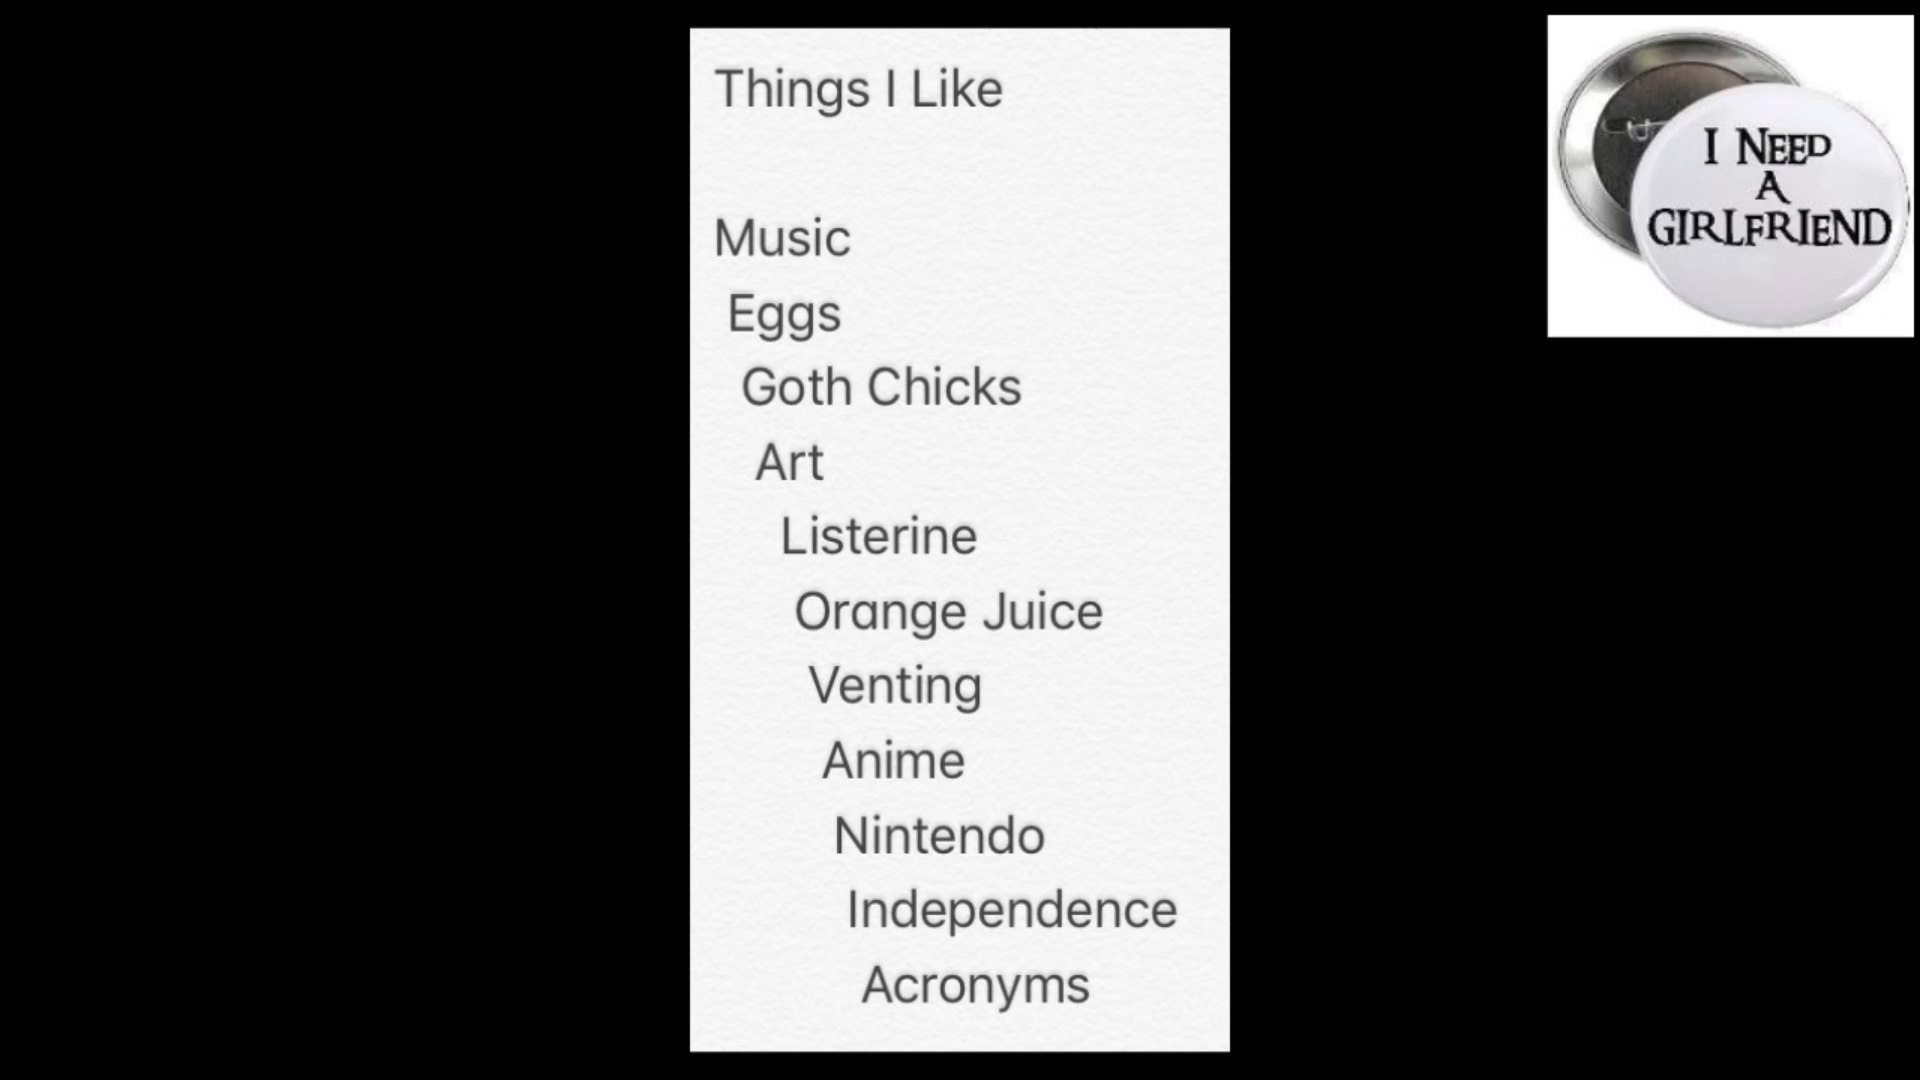 Things I Like
Music
Eggs
Goth Chicks
Art
Listerine
Orange Juice
Venting
Anime
Nintendo
Independence
Acronyms
I NEED
A
GIRLFRIEND